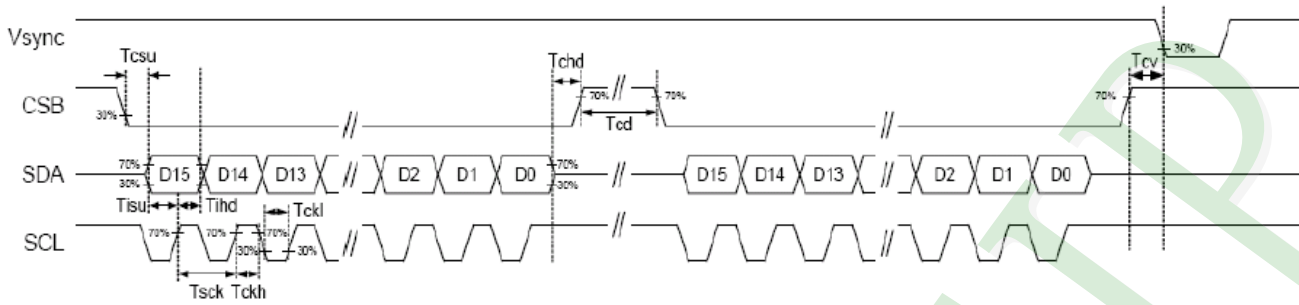 Vsync
30%
Tcsu
Tchd
Tcv
CSB
30%
70%
70%
70%
Tcd
SDA
70%
30%
D15
D14
D13
D2
D1
D0
70%
30%
D15
D14
D13
D2
D1
D0
Tisu
Tihd
Tckl
SCL
70%
70%
70%
30%
30%
Tsck
Tckh